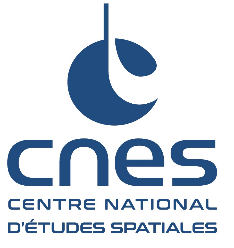 cnes
CENTRE NATIONAL
D'ÉTUDES SPATIALES